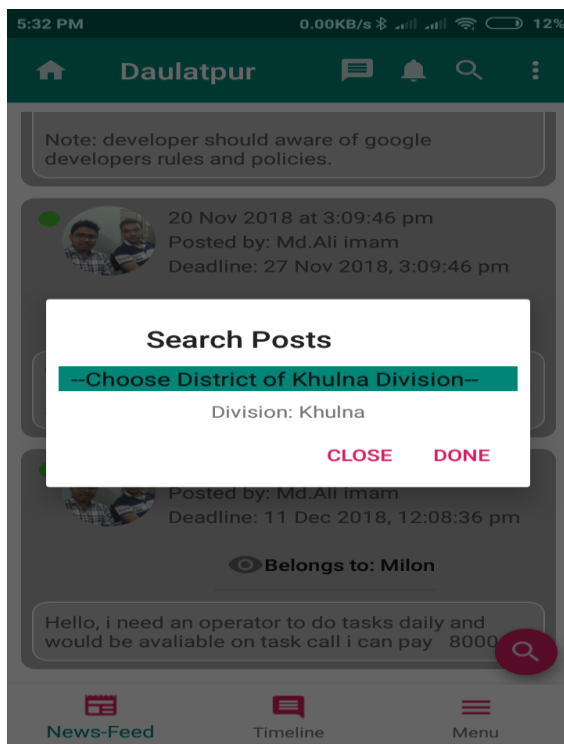 5:32 PM 0.00KB/s 12%
Daulatpur
Note: developer should aware of google
developers rules and policies.
20 Nov 2018 at 3:09:46 pm
Posted by: Md.Ali imam
Deadline: 27 Nov 2018, 3:09:46 pm
Search Posts
--Choose District of Khulna Division--
Division: Khulna
CLOSE DONE
Posted by: Md.Ali imam
Deadline: 11 Dec 2018, 12:08:36 pm
Belongs to: Milon
Hello, i need an operator to do tasks daily and
would be avaliable on task call i can pay 8000
News-Feed Timeline Menu